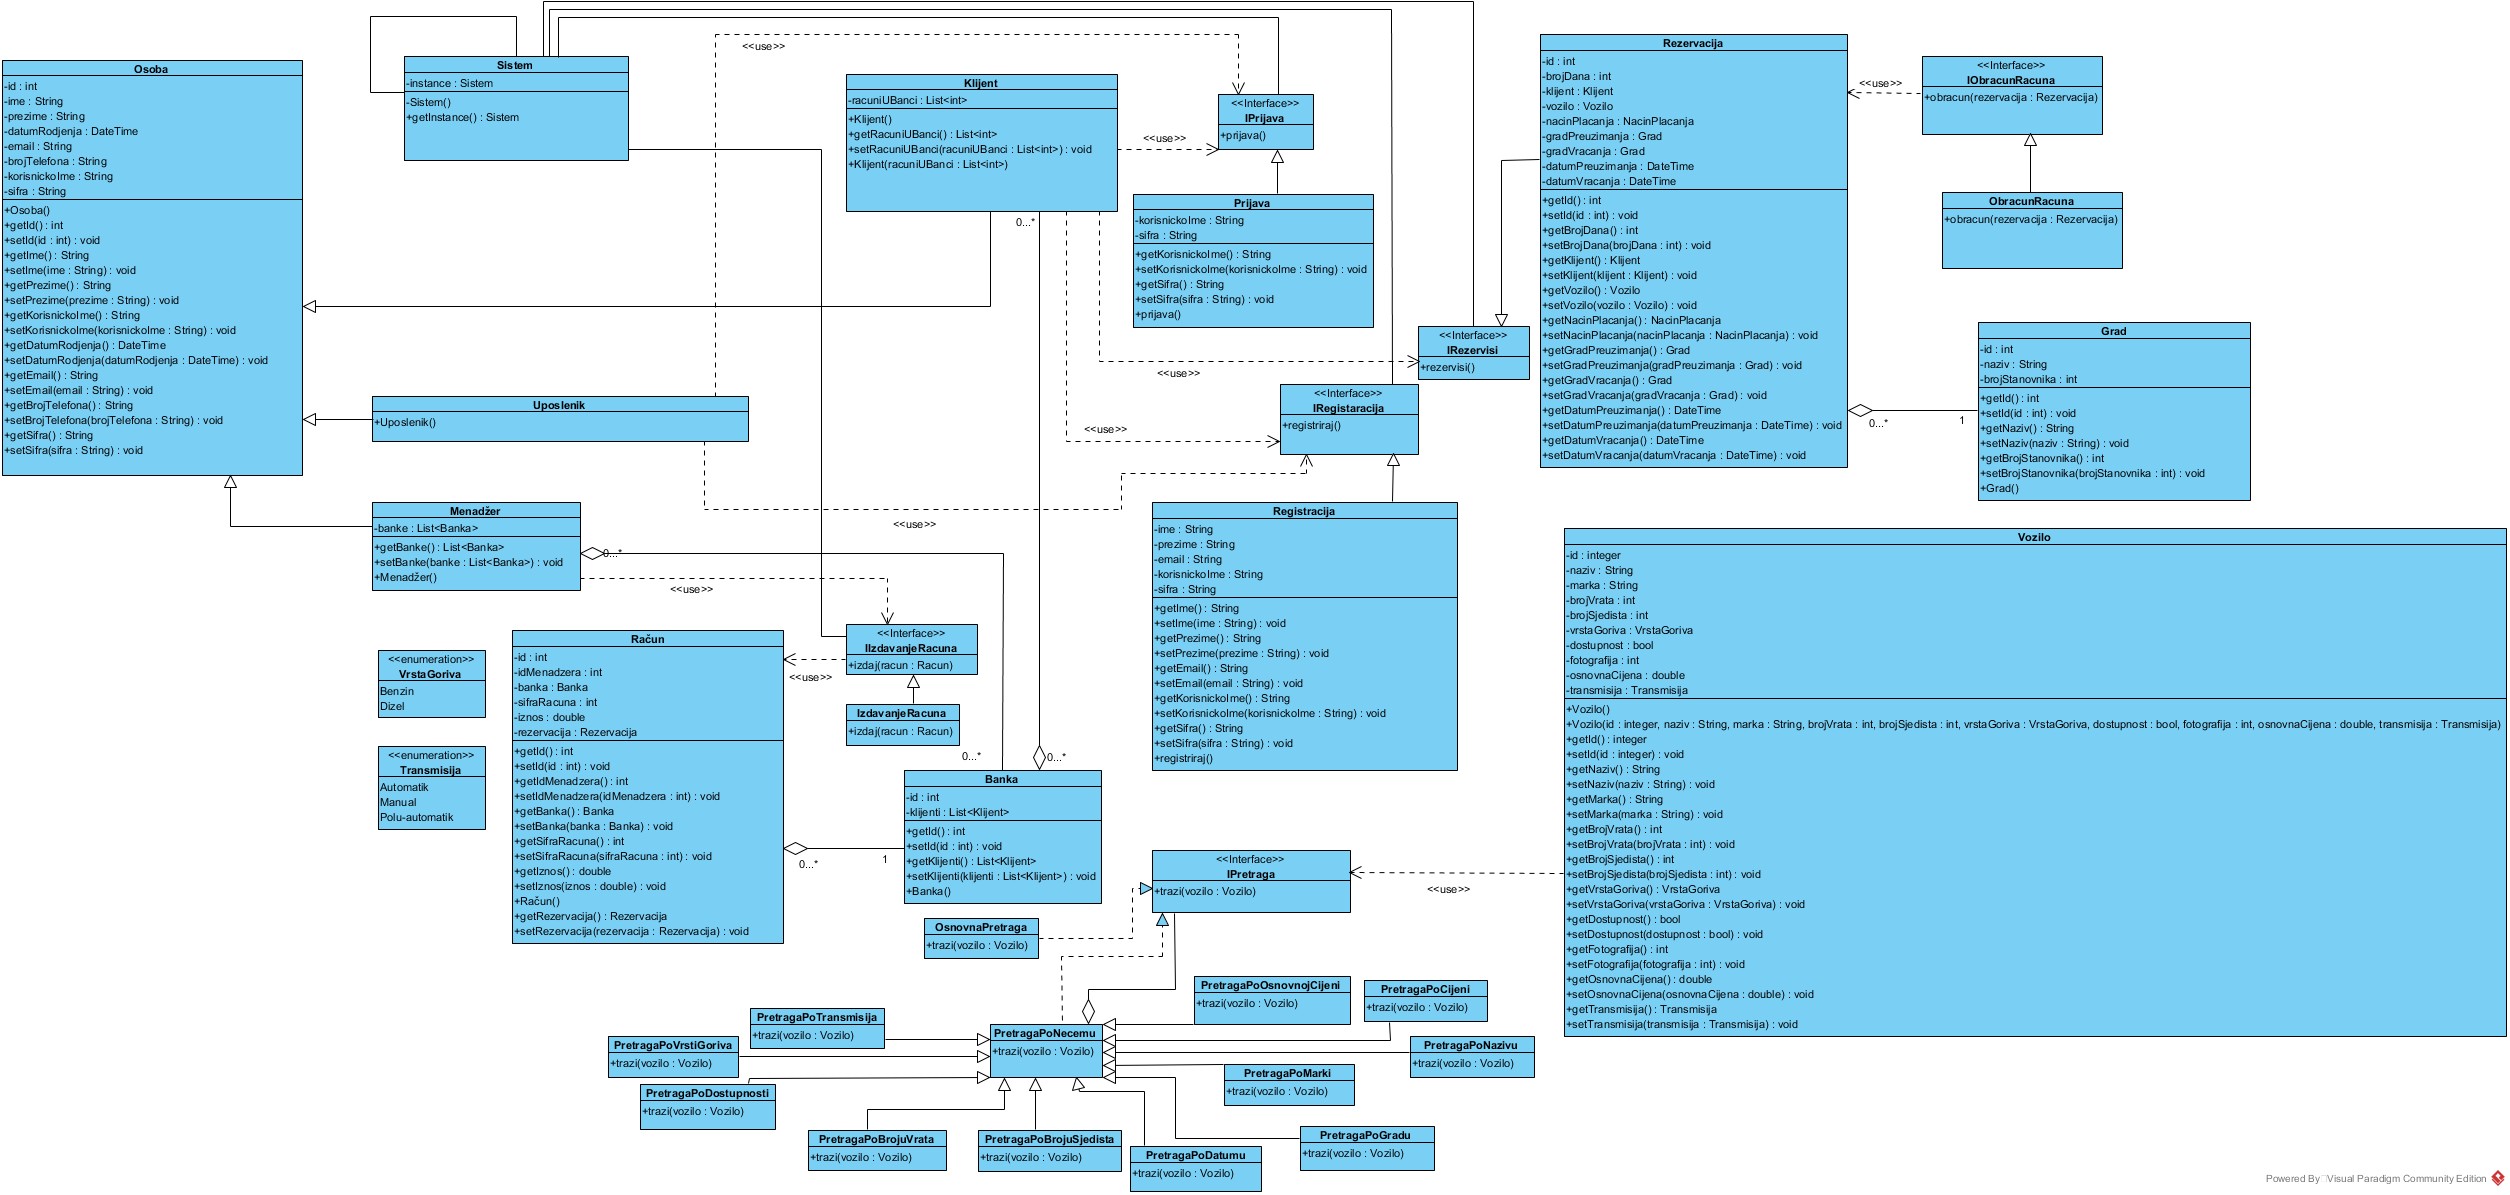 Osoba
-id : int
-ime : String
-prezime : String
-datumRodjenja : DateTime
-email : String
-brojTelefona : String
-korisnickoIme : String
-sifra : String
+Osoba()
+getId() : int
+setId(id : int) : void
+getIme() : String
+setIme(ime : String) : void
+getPrezime() : String
+setPrezime(prezime : String) : void
+getKorisnickoIme() : String
+setKorisnickoIme(korisnickoIme : String) : void
+getDatumRodjenja() : DateTime
+setDatumRodjenja(datumRodjenja : DateTime) : void
+getEmail() : String
+setEmail(email : String) : void
+getBrojTelefona() : String
+setBrojTelefona(brojTelefona : String) : void
+getSifra() : String
+setSifra(sifra : String) : void
Sistem
-instance : Sistem
-Sistem()
+getInstance() : Sistem
<<use>>
Klijent
-racuniUBanci : List<int>
+Klijent()
+getRacuniUBanci() : List<int>
+setRacuniUBanci(racuniUBanci : List<int>) : void
+Klijent(racuniUBanci : List<int>)
0...*
<<use>>
<<Interface>>
IPrijava
+prijava()
Prijava
-korisnickoIme : String
-sifra : String
+getKorisnickoIme() : String
+setKorisnickoIme(korisnickoIme : String) : void
+getSifra() : String
+setSifra(sifra : String) : void
+prijava()
<<Interface>>
IRezervisi
+rezervisi()
<<use>>
<<Interface>>
IRegistaracija
+registriraj()
<<use>>
Rezervacija
-id : int
-brojDana : int
-klijent : Klijent
-vozilo : Vozilo
-nacinPlacanja : NacinPlacanja
-gradPreuzimanja : Grad
-gradVracanja : Grad
-datumPreuzimanja : DateTime
-datumVracanja : DateTime
+getId() : int
+setId(id : int) : void
+getBrojDana() : int
+setBrojDana(brojDana : int) : void
+getKlijent() : Klijent
+setKlijent(klijent : Klijent) : void
+getVozilo() : Vozilo
+setVozilo(vozilo : Vozilo) : void
+getNacinPlacanja() : NacinPlacanja
+setNacinPlacanja(nacinPlacanja : NacinPlacanja) : void
+getGradPreuzimanja() : Grad
+setGradPreuzimanja(gradPreuzimanja : Grad) : void
+getGradVracanja() : Grad
+setGradVracanja(gradVracanja : Grad) : void
+getDatumPreuzimanja() : DateTime
+setDatumPreuzimanja(datumPreuzimanja : DateTime) : void
+getDatumVracanja() : DateTime
+setDatumVracanja(datumVracanja : DateTime) : void
<<use>>
<<Interface>>
IObracunRacuna
+obracun(rezervacija : Rezervacija)
ObracunRacuna
+obracun(rezervacija : Rezervacija)
0...*
1
Grad
-id : int
-naziv : String
-brojStanovnika : int
+getId() : int
+setId(id : int) : void
+getNaziv() : String
+setNaziv(naziv : String) : void
+getBrojStanovnika() : int
+setBrojStanovnika(brojStanovnika : int) : void
+Grad()
Uposlenik
+Uposlenik()
<<use>>
Menadžer
-banke : List<Banka>
+getBanke() : List<Banka>
+setBanke(banke : List<Banka>) : void
+Menadžer()
0...*
<<use>>
Registracija
-ime : String
-prezime : String
-email : String
-korisnickoIme : String
-sifra : String
+getIme() : String
+setIme(ime : String) : void
+getPrezime() : String
+setPrezime(prezime : String) : void
+getEmail() : String
+setEmail(email : String) : void
+getKorisnickoIme() : String
+setKorisnickoIme(korisnickoIme : String) : void
+getSifra() : String
+setSifra(sifra : String) : void
+registriraj()
Vozilo
-id : integer
-naziv : String
-marka : String
-brojVrata : int
-brojSjedista : int
-vrstaGoriva : VrstaGoriva
-dostupnost : bool
-fotografija : int
-osnovnaCijena : double
-transmisija : Transmisija
+Vozilo()
+Vozilo(id : integer, naziv : String, marka : String, brojVrata : int, brojSjedista : int, vrstaGoriva : VrstaGoriva, dostupnost : bool, fotografija : int, osnovnaCijena : double, transmisija : Transmisija)
+getId() : integer
+setId(id : integer) : void
+getNaziv() : String
+setNaziv(naziv : String) : void
+getMarka() : String
+setMarka(marka : String) : void
+getBrojVrata() : int
+setBrojVrata(brojVrata : int) : void
+getBrojSjedista() : int
+setBrojSjedista(brojSjedista : int) : void
+getVrstaGoriva() : VrstaGoriva
+setVrstaGoriva(vrstaGoriva : VrstaGoriva) : void
+getDostupnost() : bool
+setDostupnost(dostupnost : bool) : void
+getFotografija() : int
+setFotografija(fotografija : int) : void
+getOsnovnaCijena() : double
+setOsnovnaCijena(osnovnaCijena : double) : void
+getTransmisija() : Transmisija
+setTransmisija(transmisija : Transmisija) : void
<<enumeration>>
VrstaGoriva
Benzin
Dizel
<<enumeration>>
Transmisija
Automatik
Manual
Polu-automatik
Račun
-id : int
-idMenadzera : int
-banka : Banka
-sifraRacuna : int
-iznos : double
-rezervacija : Rezervacija
+getId() : int
+setId(id : int) : void
+getIdMenadzera() : int
+setIdMenadzera(idMenadzera : int) : void
+getBanka() : Banka
+setBanka(banka : Banka) : void
+getSifraRacuna() : int
+setSifraRacuna(sifraRacuna : int) : void
+getIznos() : double
+setIznos(iznos : double) : void
+Račun()
+getRezervacija() : Rezervacija
+setRezervacija(rezervacija : Rezervacija) : void
<<use>>
<<Interface>>
IIzdavanjeRacuna
+izdaj(racun : Racun)
IzdavanjeRacuna
+izdaj(racun : Racun)
0...*
0...*
Banka
-id : int
-klijenti : List<Klijent>
+getId() : int
+setId(id : int) : void
+getKlijenti() : List<Klijent>
+setKlijenti(klijenti : List<Klijent>) : void
+Banka()
0...*
1
<<Interface>>
IPretraga
+trazi(vozilo : Vozilo)
<<use>>
OsnovnaPretraga
+trazi(vozilo : Vozilo)
PretragaPoOsnovnojCijeni
+trazi(vozilo : Vozilo)
PretragaPoCijeni
+trazi(vozilo : Vozilo)
PretragaPoTransmisija
+trazi(vozilo : Vozilo)
PretragaPoNecemu
+trazi(vozilo : Vozilo)
PretragaPoVrstiGoriva
+trazi(vozilo : Vozilo)
PretragaPoNazivu
+trazi(vozilo : Vozilo)
PretragaPoMarki
+trazi(vozilo : Vozilo)
PretragaPoDostupnosti
+trazi(vozilo : Vozilo)
PretragaPoBrojuVrata
+trazi(vozilo : Vozilo)
PretragaPoBrojuSjedista
+trazi(vozilo : Vozilo)
PretragaPoDatumu
+trazi(vozilo : Vozilo)
PretragaPoGradu
+trazi(vozilo : Vozilo)
Powered By Visual Paradigm Community Edition